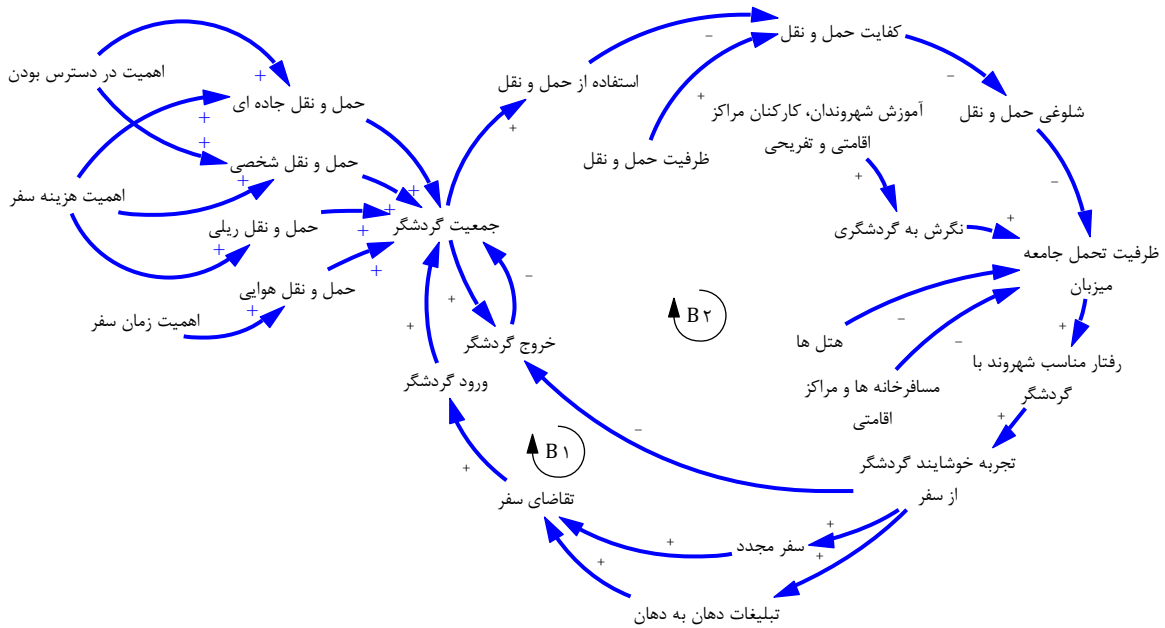 کفایت حمل و نقل
اهمیت در دسترس بودن
استفاده از حمل و نقل
حمل و نقل جاده ای
آموزش شهروندان، کارکنان مراکز
اقامتی و تفریحی
شلوغی حمل و نقل
ظرفیت حمل و نقل
حمل و نقل شخصی
اهمیت هزینه سفر
حمل و نقل ریلی
جمعیت گردشگر
نگرش به گردشگری
ظرفیت تحمل جامعه
میزبان
حمل و نقل هوایی
اهمیت زمان سفر
B۲
خروج گردشگر
هتل ها
رفتار مناسب شهروند با
گردشگر
ورود گردشگر
مسافرخانه ها و مراکز
اقامتی
B۱
تجربه خوشایند گردشگر
از سفر
تقاضای سفر
سفر مجدد
تبلیغات دهان به دهان